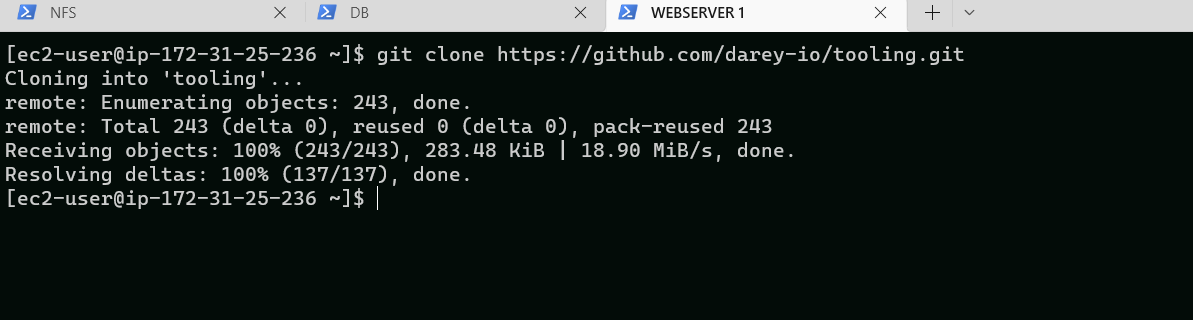 NFS
DB
WEBSERVER 1
[ec2-user@ip-172-31-25-236 ~]$ git clone https://github.com/darey-io/tooling.git
Cloning into 'tooling'...
remote: Enumerating objects: 243, done.
remote: Total 243 (delta 0), reused 0 (delta 0), pack-reused 243
Receiving objects: 100% (243/243), 283.48 KiB | 18.90 MiB/s, done.
Resolving deltas: 100% (137/137), done.
[ec2-user@ip-172-31-25-236 ~]$